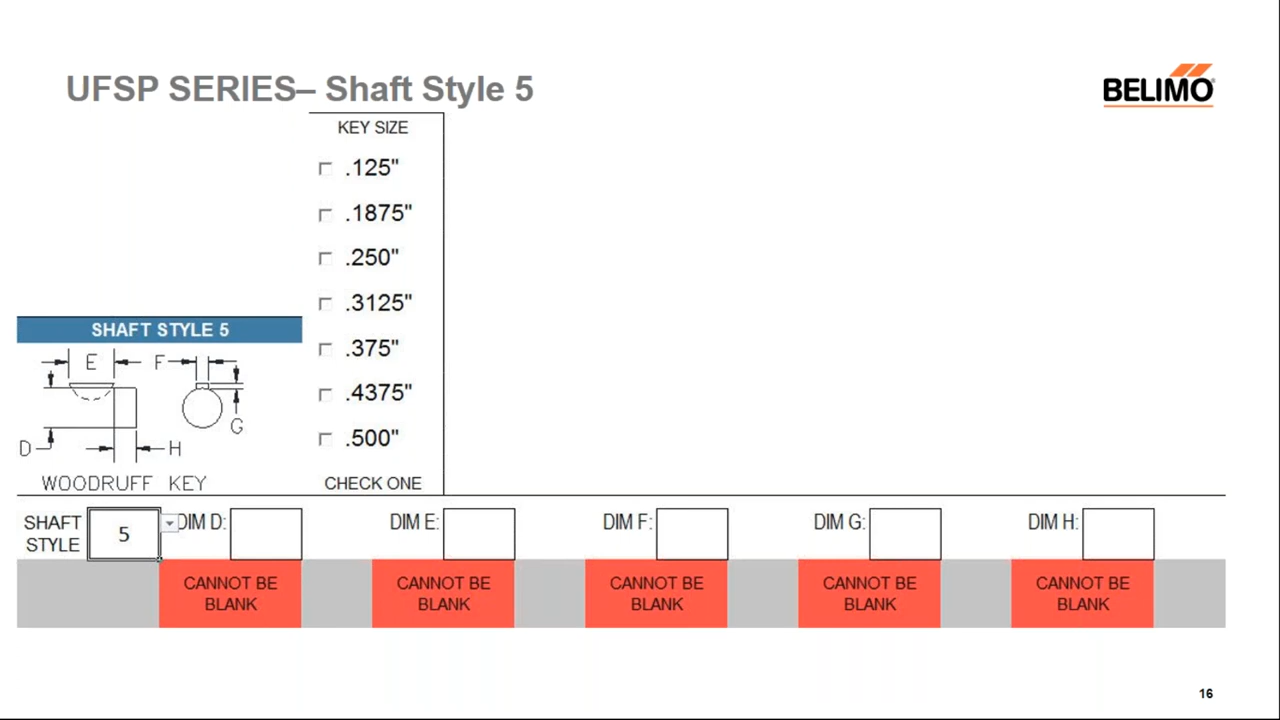 UFSP SERIES– Shaft Style 5
BELIMO
KEY SIZE
.125"
.1875"
.250"
.3125"
.375"
.4375"
.500"
CHECK ONE
SHAFT STYLE 5
E
F
G
D
H
WOODRUFF KEY
SHAFT
STYLE
5
DIM D:
DIM E:
DIM F:
DIM G:
DIM H:
CANNOT BE
BLANK
CANNOT BE
BLANK
CANNOT BE
BLANK
CANNOT BE
BLANK
CANNOT BE
BLANK
16